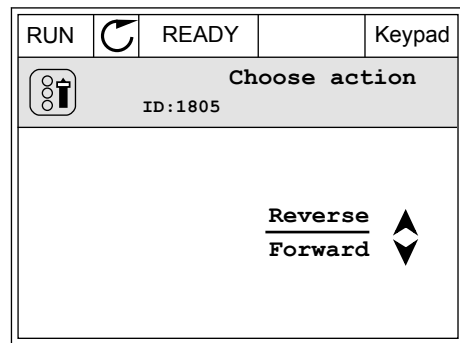 RUN READY Keypad
Choose action
ID:1805
Reverse
Forward